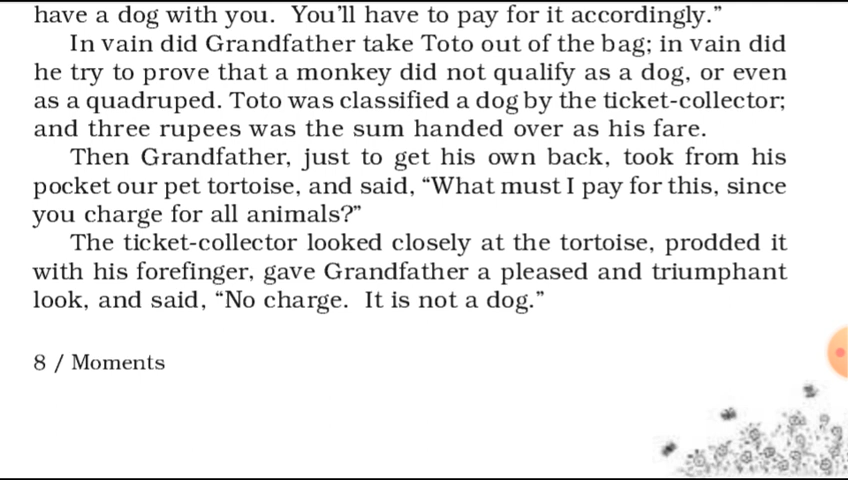 have a dog with you.  You’ll have to pay for it accordingly.”
In vain did Grandfather take Toto out of the bag; in vain did
he try to prove that a monkey did not qualify as a dog, or even
as a quadruped. Toto was classified a dog by the ticket-collector;
and three rupees was the sum handed over as his fare.
Then Grandfather, just to get his own back, took from his
pocket our pet tortoise, and said, “What must I pay for this, since
you charge for all animals?”
The ticket-collector looked closely at the tortoise, prodded it
with his forefinger, gave Grandfather a pleased and triumphant
look, and said, “No charge.  It is not a dog.”
8 / Moments